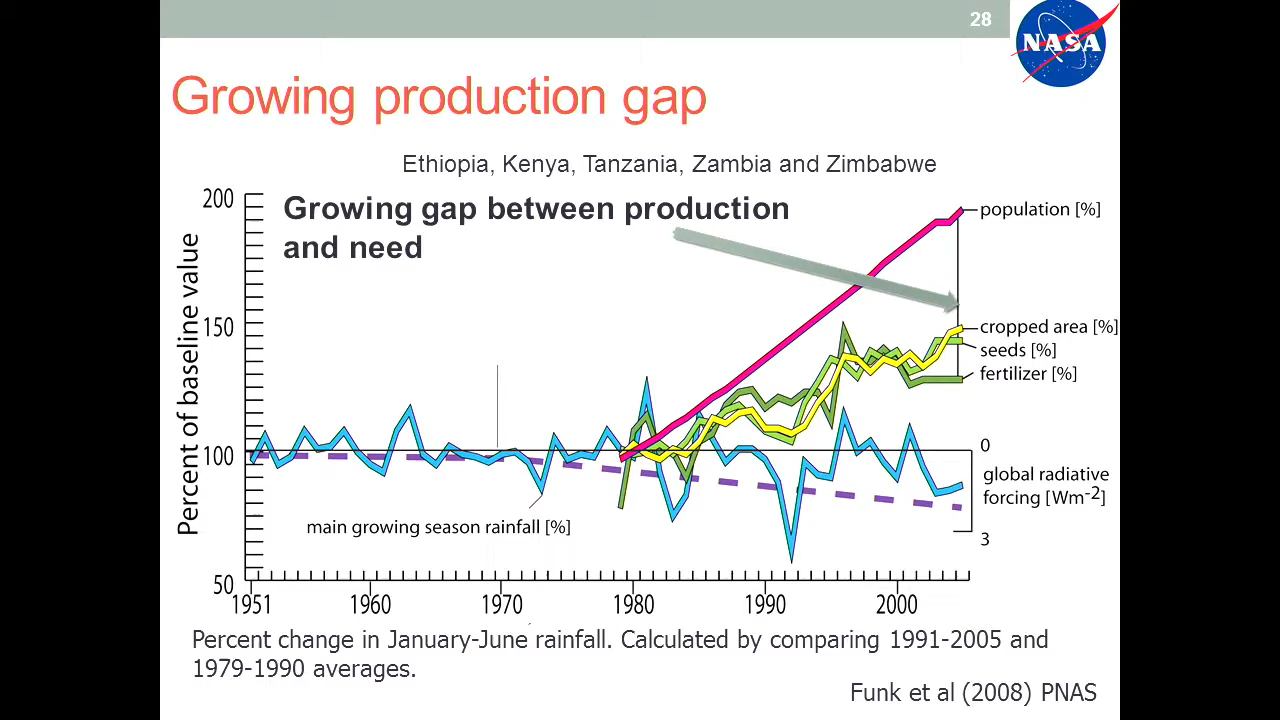 28
NASA
Growing production gap
Ethiopia, Kenya, Tanzania, Zambia and Zimbabwe
Growing gap between production
and need
Percent of baseline value
200
150
100
50
population [%]
cropped area [%]
seeds [%]
fertilizer [%]
0
global radiative
forcing [Wm-2]
3
main growing season rainfall [%]
1951 1960 1970 1980 1990 2000
Percent change in January-June rainfall. Calculated by comparing 1991-2005 and
1979-1990 averages.
Funk et al (2008) PNAS